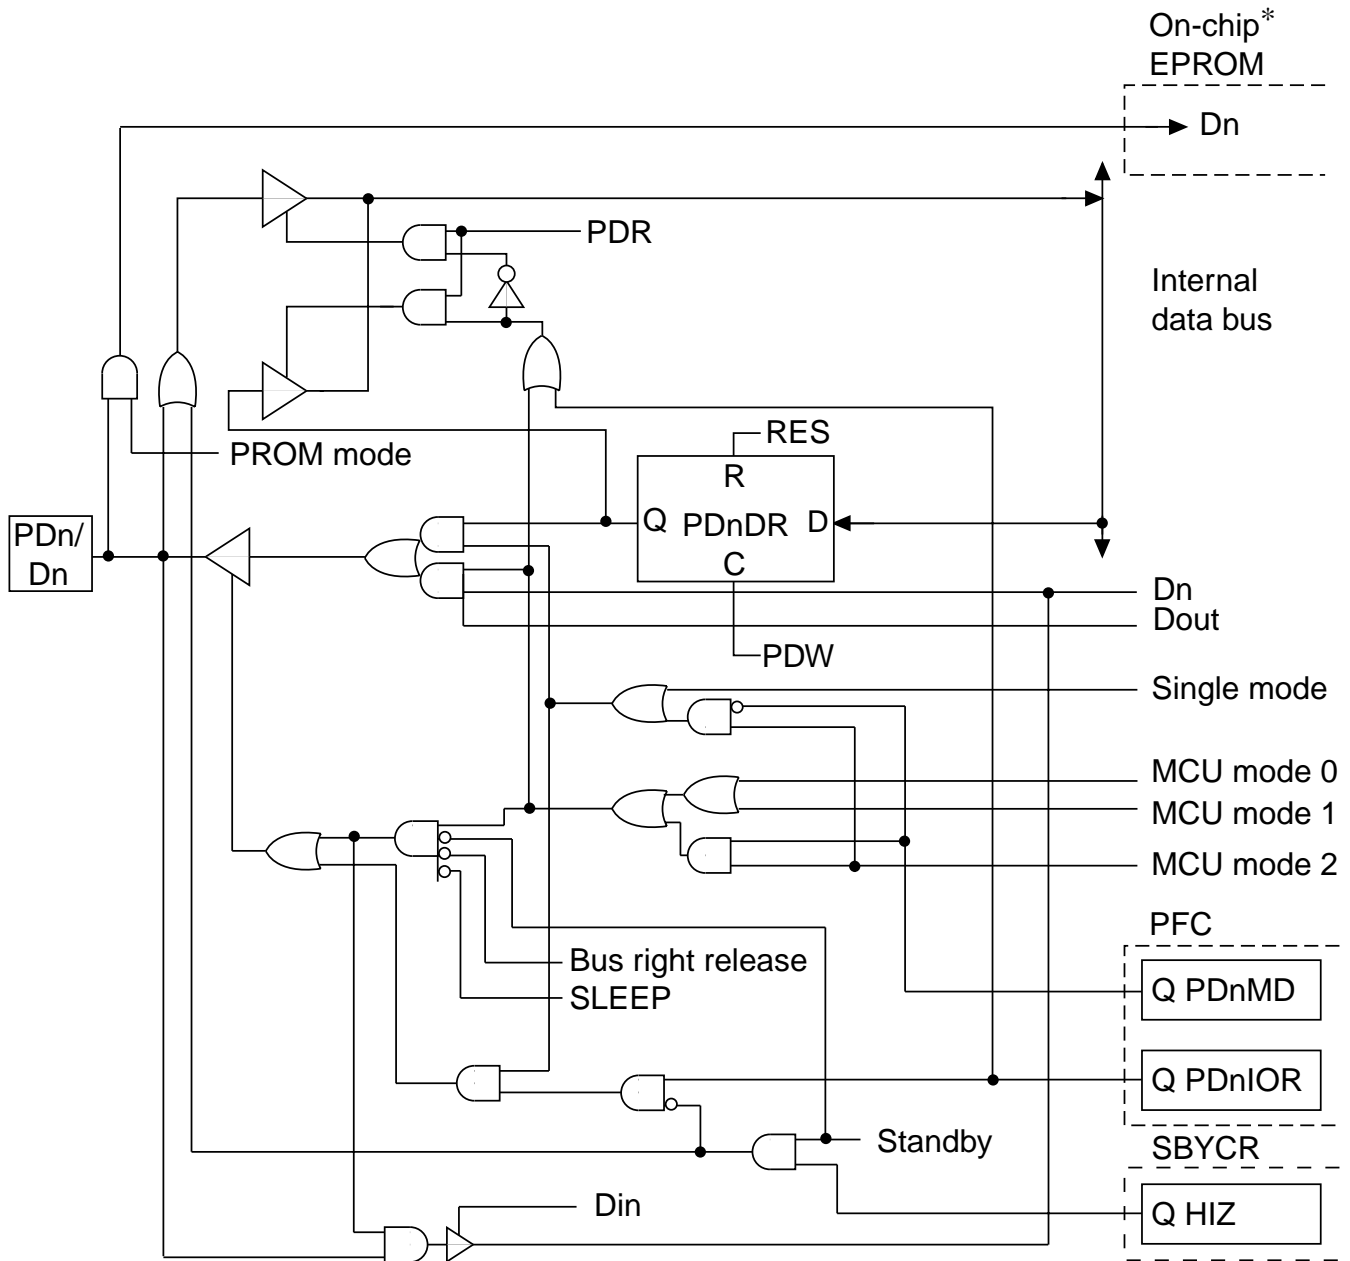 On-chip*
EPROM
Dn
PDR
Internal
data bus
RES
PROM mode
R
Q PDnDR D
C
PDn/
Dn
Dn
Dout
PDW
Single mode
MCU mode 0
MCU mode 1
MCU mode 2
PFC
Bus right release
Q PDnMD
SLEEP
Q PDnIOR
Standby
SBYCR
Din
Q HIZ